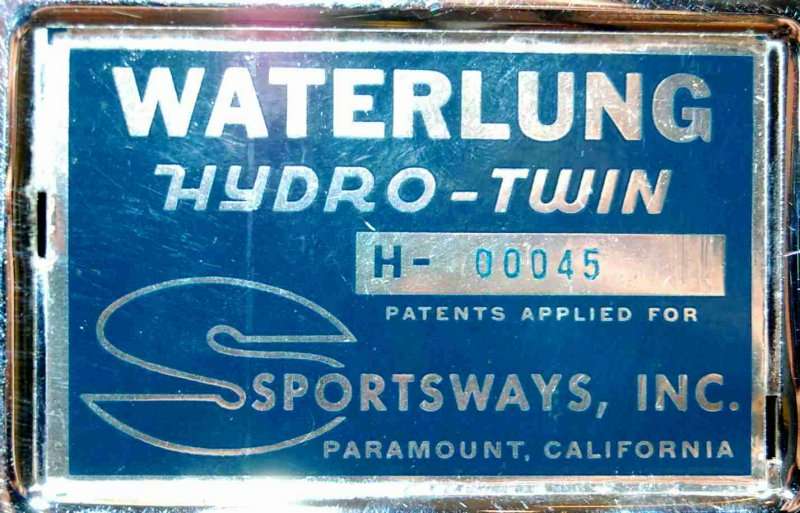 WATERLUNG
HYDRO-TWIN
H- 00045
PATENTS APPLIED FOR
SPORTSWAYS, INC.
PARAMOUNT, CALIFORNIA